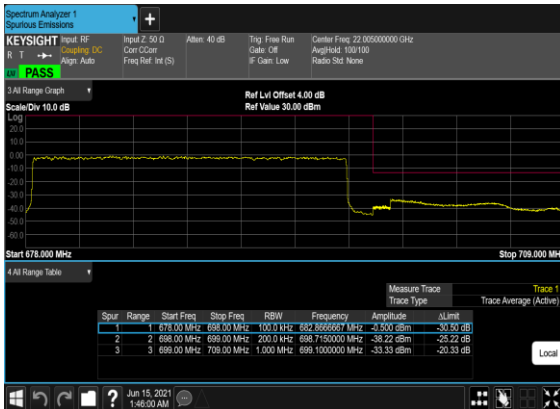 Spectrum Analyzer 1
Spurious Emissions
+
KEYSIGHT Input: RF Input Z: 50 Ω Atten: 40 dB Trig: Free Run Center Freq: 22.005000000 GHz
R T Coupling: DC Corr CCorr Gate: Off Avg|Hold: 100/100
Align: Auto Freq Ref: Int (S) IF Gain: Low Radio Std: None
PASS
3 All Range Graph
Ref Lvl Offset 4.00 dB
Scale/Div 10.0 dB Ref Value 30.00 dBm
Log
20.0
10.0
0.00
-10.0
-20.0
-30.0
-40.0
-50.0
-60.0
Start 678.000 MHz Stop 709.000 MH
4 All Range Table
Measure Trace Trace 1
Trace Type Trace Average (Active)
Spur Range Start Freq Stop Freq RBW Frequency Amplitude ΔLimit
1 1 678.00 MHz 698.00 MHz 100.0 kHz 682.8666667 MHz -0.500 dBm -30.50 dB
2 2 698.00 MHz 699.00 MHz 200.0 kHz 698.7150000 MHz -38.22 dBm -25.22 dB
3 3 699.00 MHz 709.00 MHz 1.000 MHz 699.1000000 MHz -33.33 dBm -20.33 dB
Local
? Jun 15, 2021
1:46:00 AM